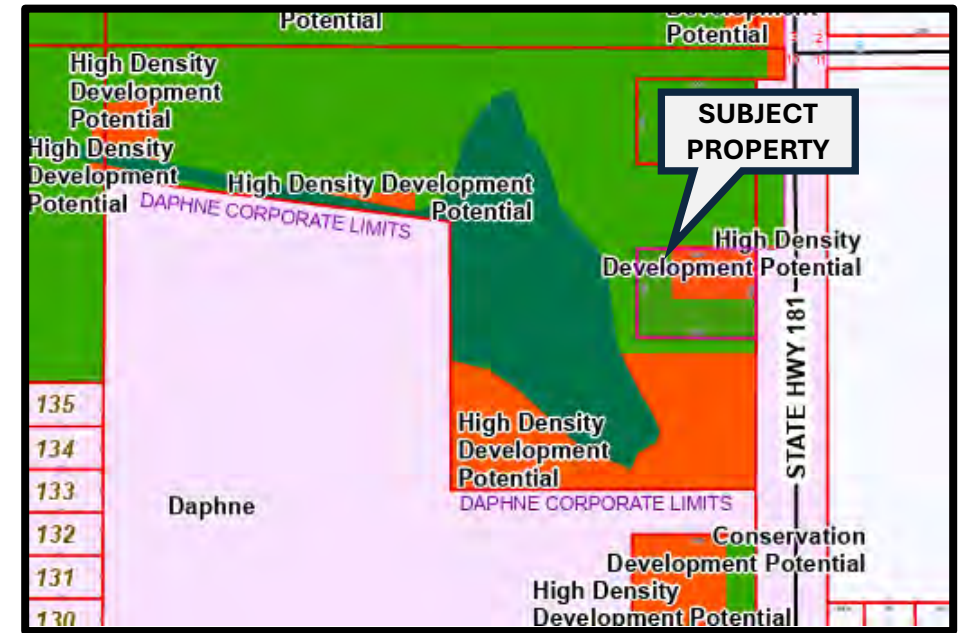 Potential
Development
Potential
High Density
Development
Potential
SUBJECT
PROPERTY
High Density
Development
Potential
High Density Development
Potential
DAPHNE CORPORATE LIMITS
High Density
Development Potential
STATE HWY 181
135
134
133
132
131
130
High Density
Development
Potential
DAPHNE CORPORATE LIMITS
Daphne
Conservation
Development Potential
High Density
Development Potential